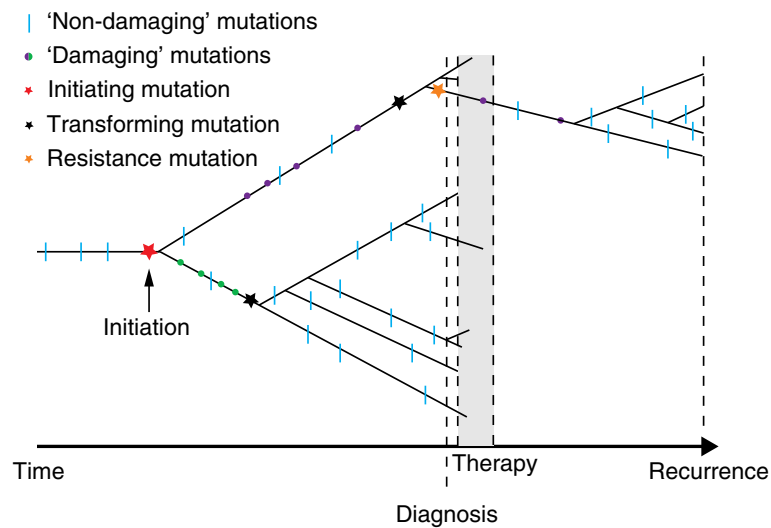 ‘Non-damaging’ mutations
‘Damaging’ mutations
Initiating mutation
Transforming mutation
Resistance mutation
Initiation
Time
Therapy
Recurrence
Diagnosis